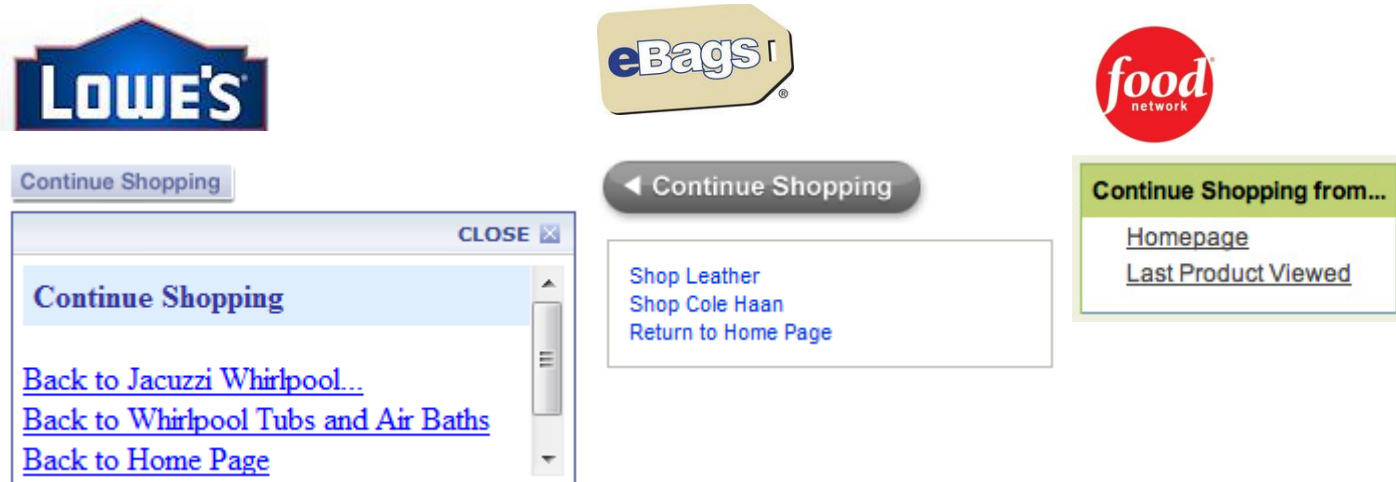 LOWE'S
Continue Shopping
CLOSE
Continue Shopping
Back to Jacuzzi Whirlpool...
Back to Whirlpool Tubs and Air Baths
Back to Home Page
eBags
®
Continue Shopping
Shop Leather
Shop Cole Haan
Return to Home Page
food
network
Continue Shopping from...
Homepage
Last Product Viewed